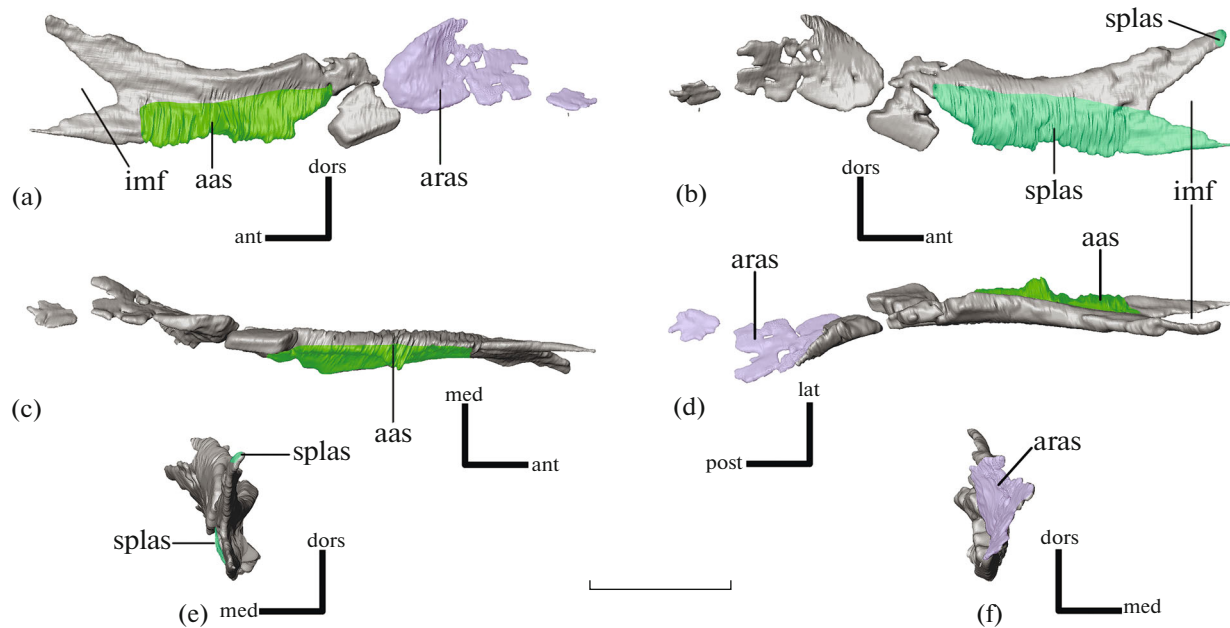 splas
imf
aas
dors
aras
(a)
ant
dors
splas
imf
(b)
ant
aras
aas
(c)
med
aas
ant
(d)
lat
post
splas
splas
dors
med
(e)
aras
dors
(f)
med